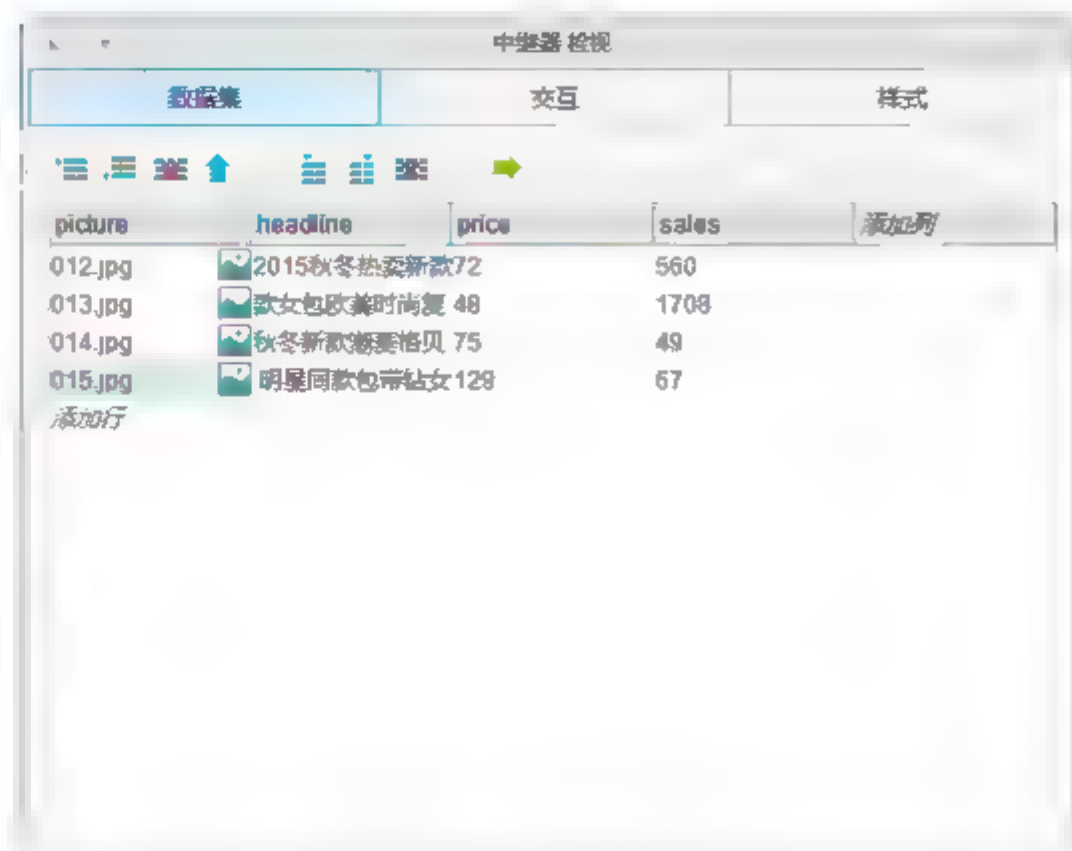 中继器 检视
数据集 交互 样式
picture headline price sales 添加列
012.jpg 2015秋冬热卖新款 72 560
013.jpg 款女包欧美时尚复 48 1708
014.jpg 秋冬新款 格贝 75 49
015.jpg 明星同款包带钻女 129 67
添加行